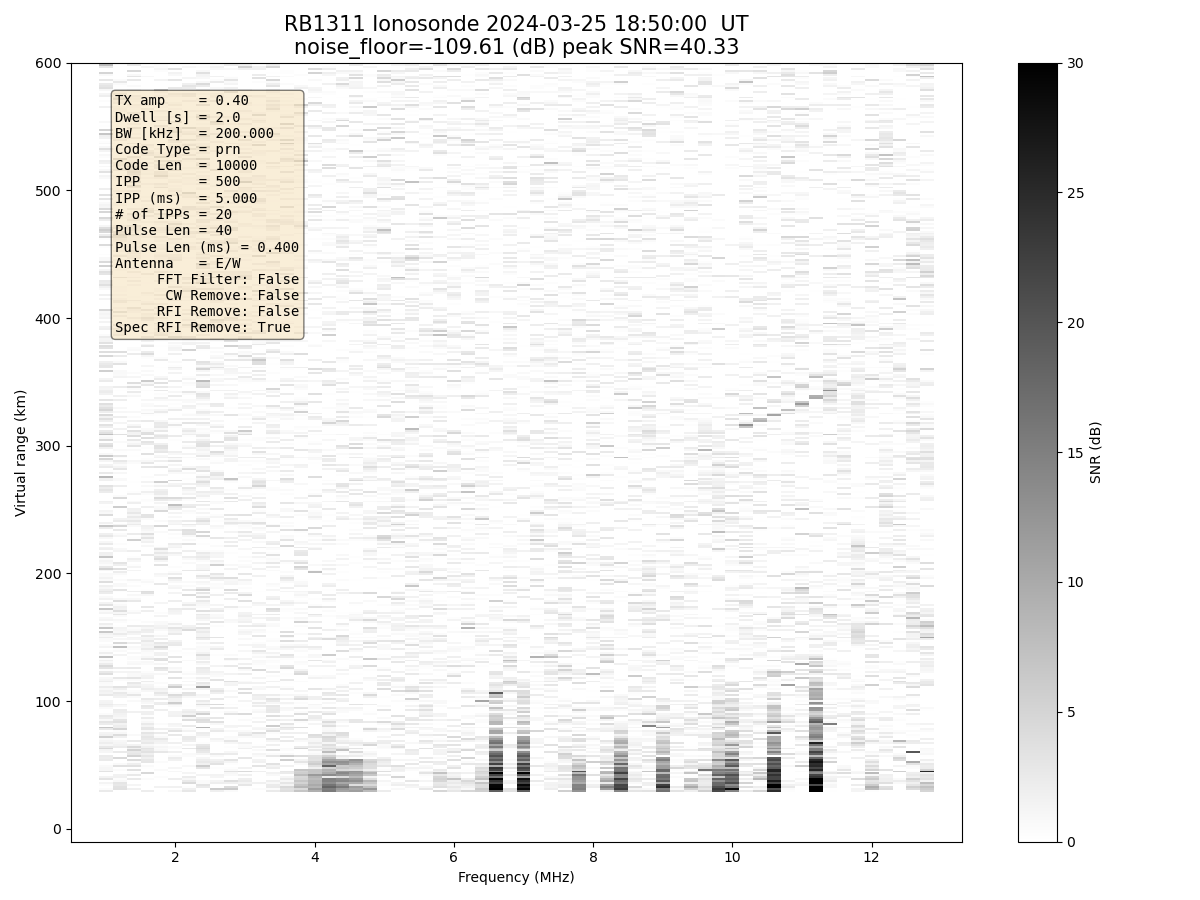 RB1311 Ionosonde 2024-03-25 18:50:00  UT
noise_floor=-109.61 (dB) peak SNR=40.33
TX amp    = 0.40
Dwell [s] = 2.0
BW [kHz]  = 200.000
Code Type = prn
Code Len  = 10000
IPP       = 500
IPP (ms)  = 5.000
# of IPPs = 20
Pulse Len = 40
Pulse Len (ms) = 0.400
Antenna   = E/W
FFT Filter: False
CW Remove: False
RFI Remove: False
Spec RFI Remove: True
Virtual range (km)
600
500
400
300
200
100
0
2 4 6 8 10 12
Frequency (MHz)
30
25
20
15
10
5
0
SNR (dB)